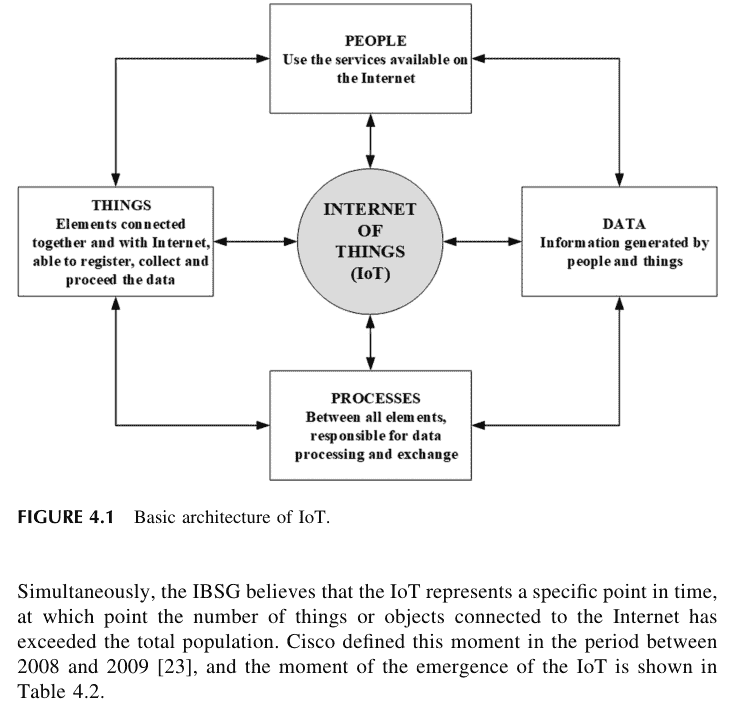 PEOPLE
Use the services available on
the Internet
THINGS
Elements connected
together and with Internet,
able to register, collect and
proceed the data
INTERNET
OF
THINGS
(IoT)
DATA
Information generated by
people and things
PROCESSES
Between all elements,
responsible for data
processing and exchange
FIGURE 4.1 Basic architecture of IoT.
Simultaneously, the IBSG believes that the IoT represents a specific point in time,
at which point the number of things or objects connected to the Internet has
exceeded the total population. Cisco defined this moment in the period between
2008 and 2009 [23], and the moment of the emergence of the IoT is shown in
Table 4.2.